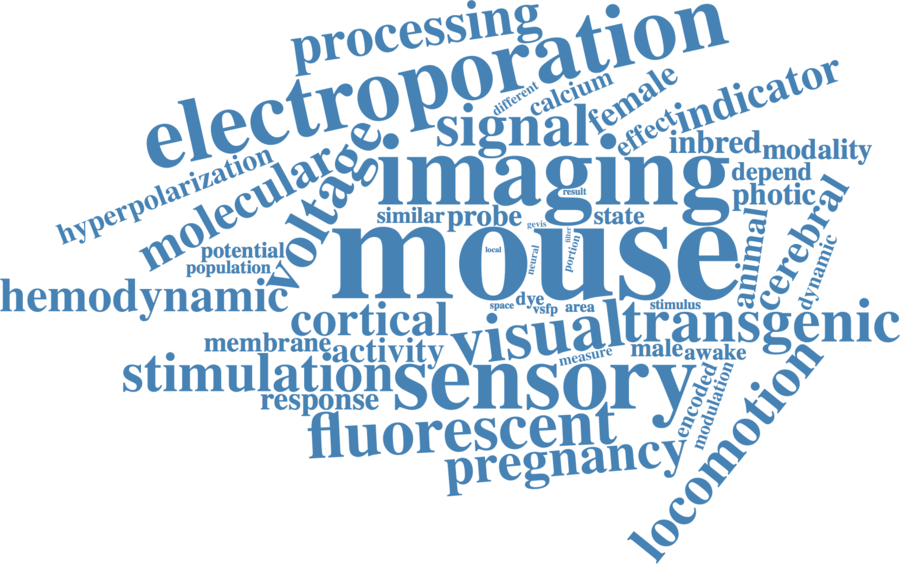 processing
electroporation
different
calcium
female
indicator
signal
effect
inbred
modality
hyperpolarization
molecular
voltage
imaging
depend
photic
result
similar
probe
gevis
state
cerebral
animal
dynamic
potential
population
mouse
local
neural
filter
portion
hemodynamic
space
dye
vsfp
area
stimulus
cortical
visual
transgenic
membrane
activity
measure
male
awake
stimulation
sensory
encoded
modulation
locomotion
response
fluorescent
pregnancy